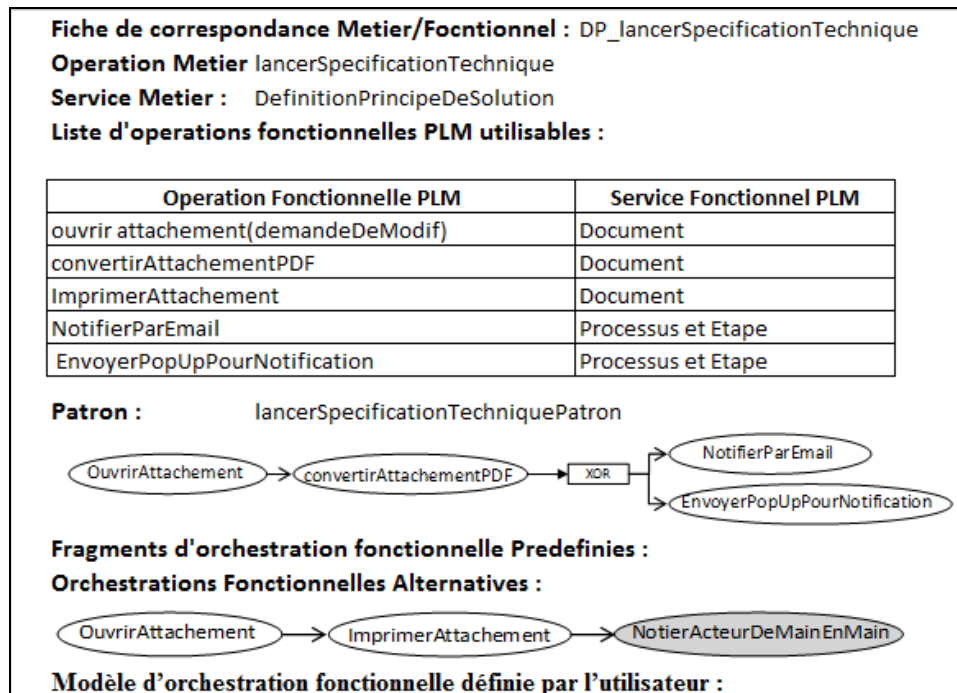 Fiche de correspondance Metier/Focntionnel : DP_lancerSpecificationTechnique
Operation Metier lancerSpecificationTechnique
Service Metier : DefinitionPrincipeDeSolution
Liste d'operations fonctionnelles PLM utilisables :
Operation Fonctionnelle PLM Service Fonctionnel PLM
ouvrir attachement(demandeDeModif) Document
convertirAttachementPDF Document
ImprimerAttachement Document
NotifierParEmail Processus et Etape
EnvoyerPopUpPourNotification Processus et Etape
Patron : lancerSpecificationTechniquePatron
OuvrirAttachement convertirAttachementPDF XOR NotifierParEmail
EnvoyerPopUpPourNotification
Fragments d'orchestration fonctionnelle Predefinies :
Orchestrations Fonctionnelles Alternatives :
OuvrirAttachement ImprimerAttachement NotierActeurDeMainEnMain
Modèle d'orchestration fonctionnelle définie par l'utilisateur :